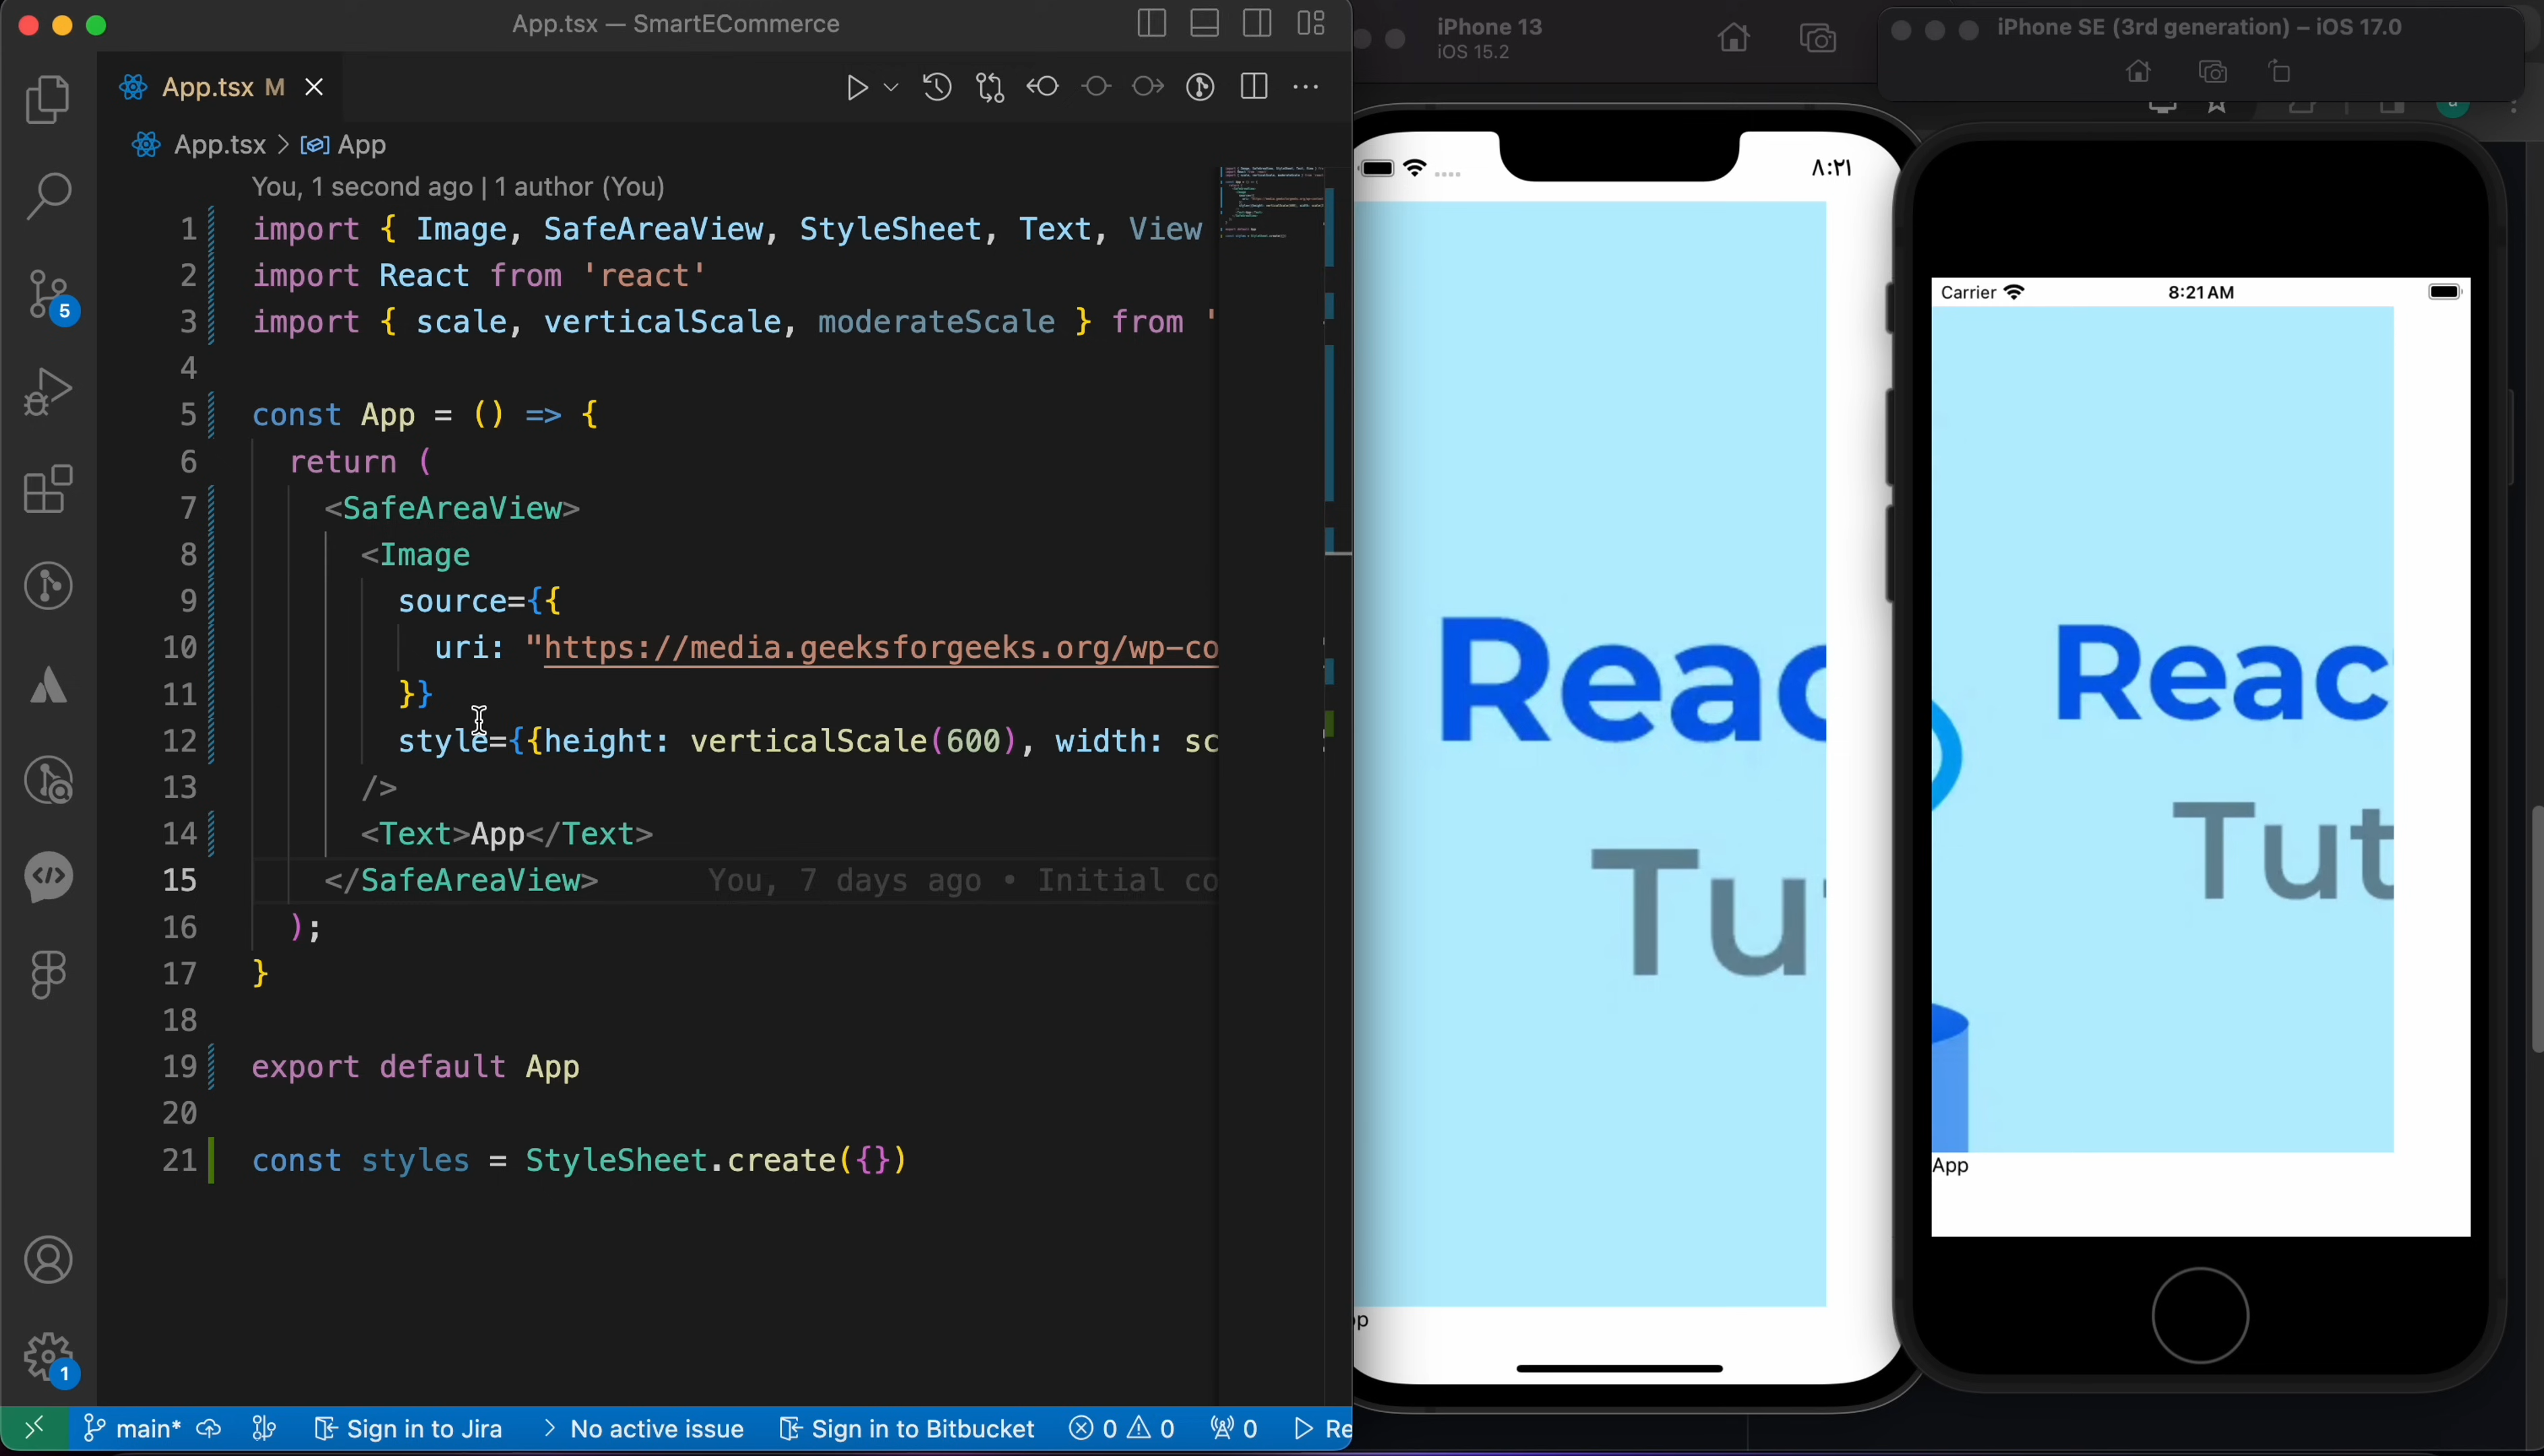 App.tsx — SmartECommerce
App.tsx M
App.tsx > App
You, 1 second ago | 1 author (You)
1 import { Image, SafeAreaView, StyleSheet, Text, View
2 import React from 'react'
3 import { scale, verticalScale, moderateScale } from '
4
5 const App = () => {
6 return (
7 <SafeAreaView>
8 <Image
9 source={{
10 uri: "https://media.geeksforgeeks.org/wp-co
11 }}
12 style={{height: verticalScale(600), width: sc
13 />
14 <Text>App</Text>
15 </SafeAreaView> You, 7 days ago • Initial co
16 );
17 }
18
19 export default App
20
21 const styles = StyleSheet.create({})
5
1
main*
Sign in to Jira
No active issue
Sign in to Bitbucket
0 0
0
Re
iPhone 13
iOS 15.2
٨:٢١
Reac
Tu
pp
iPhone SE (3rd generation) – iOS 17.0
Carrier
8:21 AM
Reac
Tut
App